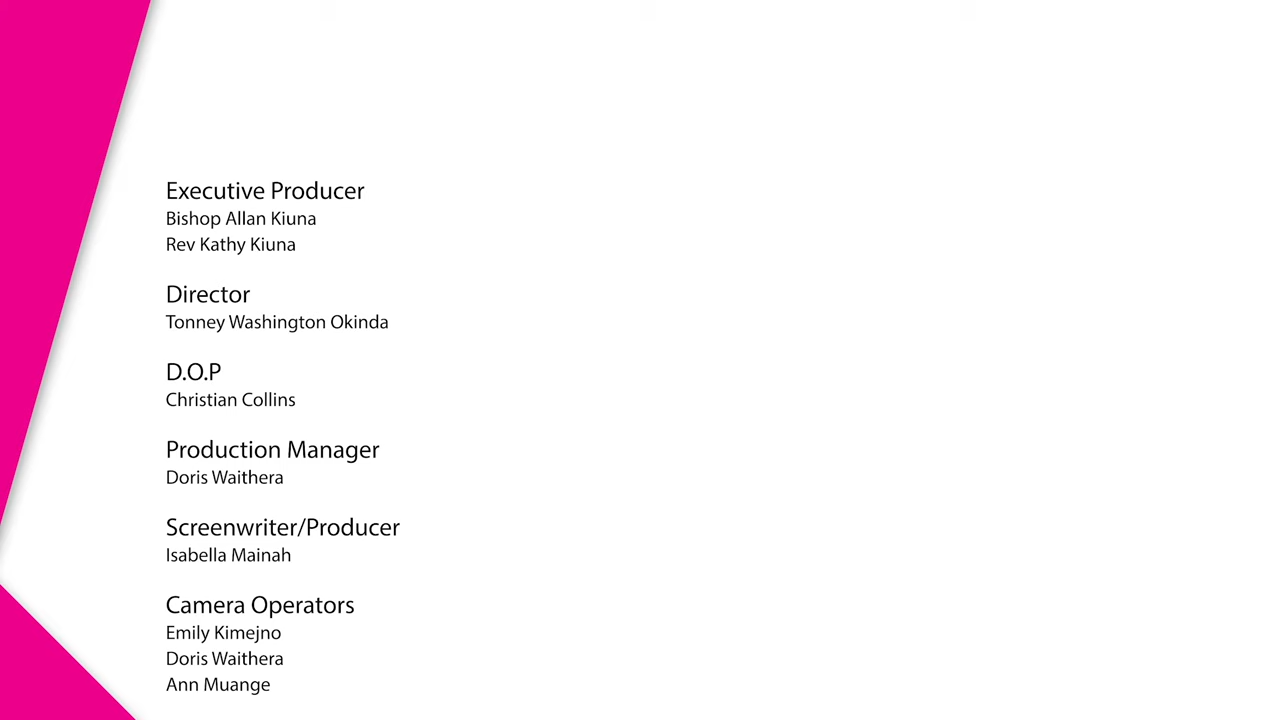 Executive Producer
Bishop Allan Kiuna
Rev Kathy Kiuna
Director
Tonney Washington Okinda
D.O.P
Christian Collins
Production Manager
Doris Waithera
Screenwriter/Producer
Isabella Mainah
Camera Operators
Emily Kimejno
Doris Waithera
Ann Muange